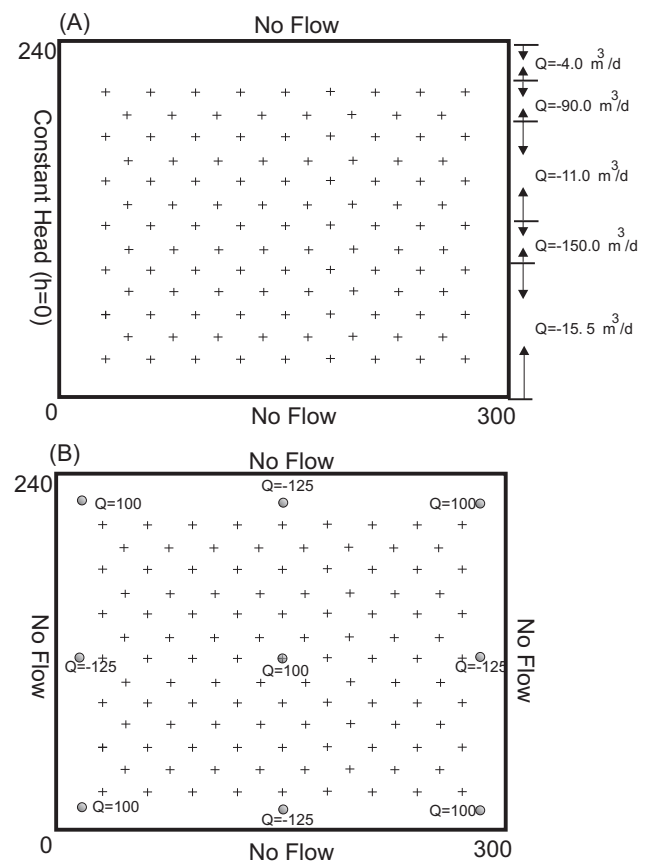 (A)
No Flow
240
Constant Head (h=0)
Q=-4.0 m³/d
Q=-90.0 m³/d
Q=-11.0 m³/d
Q=-150.0 m³/d
Q=-15. 5 m³/d
0
No Flow
300
(B)
No Flow
240
Q=-125
Q=100
Q=100
No Flow
Q=-125
Q=100
Q=-125
No Flow
Q=100
Q=-125
Q=100
0
No Flow
300